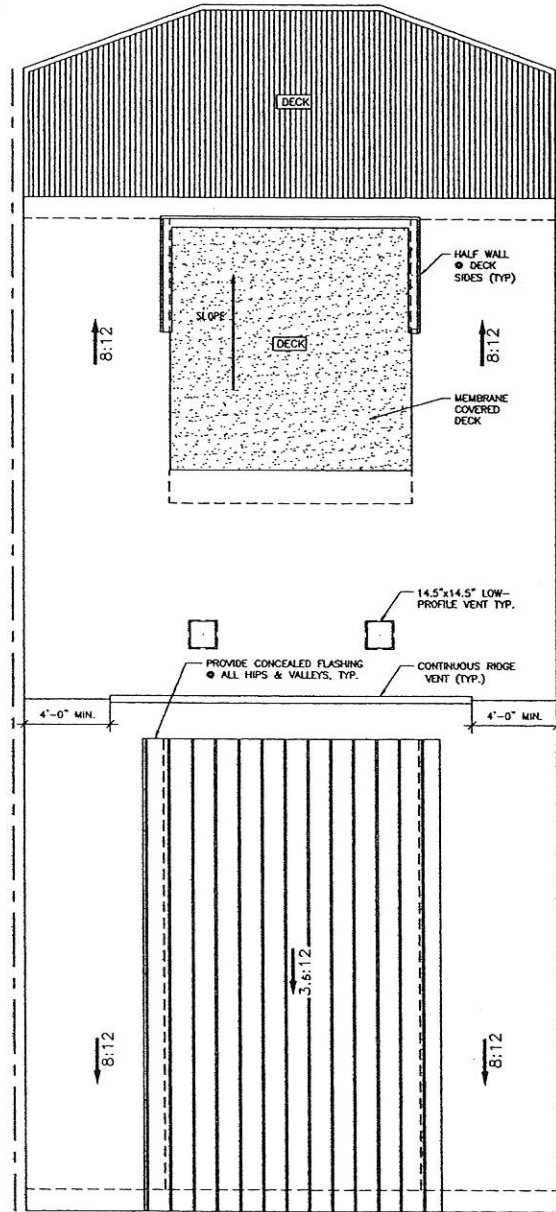 DECK
HALF WALL
@ DECK
SIDES (TYP)
8:12
SLOPE
DECK
8:12
MEMBRANE
COVERED
DECK
14.5"x14.5" LOW-
PROFILE VENT TYP.
PROVIDE CONCEALED FLASHING
@ ALL HIPS & VALLEYS, TYP.
CONTINUOUS RIDGE
VENT (TYP.)
4'-0" MIN.
4'-0" MIN.
3.5:12
8:12
8:12